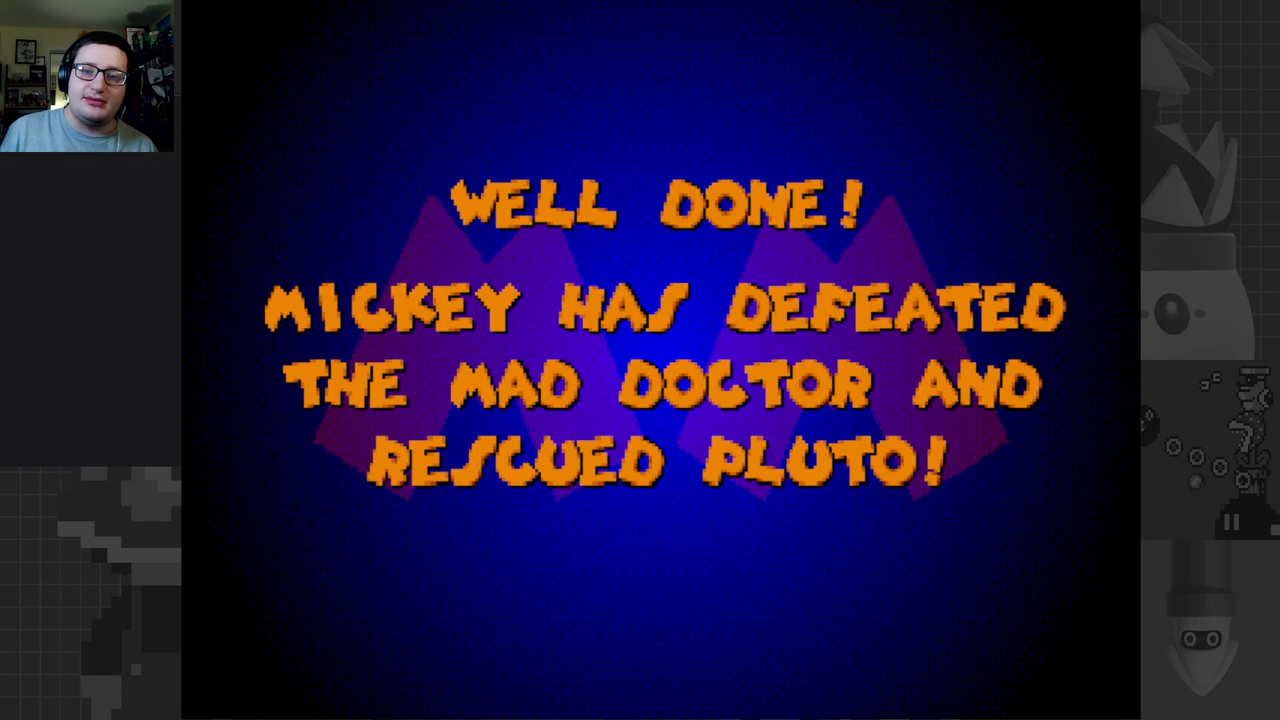 WELL DONE!
MICKEY HAS DEFEATED
THE MAD DOCTOR AND
RESCUED PLUTO!